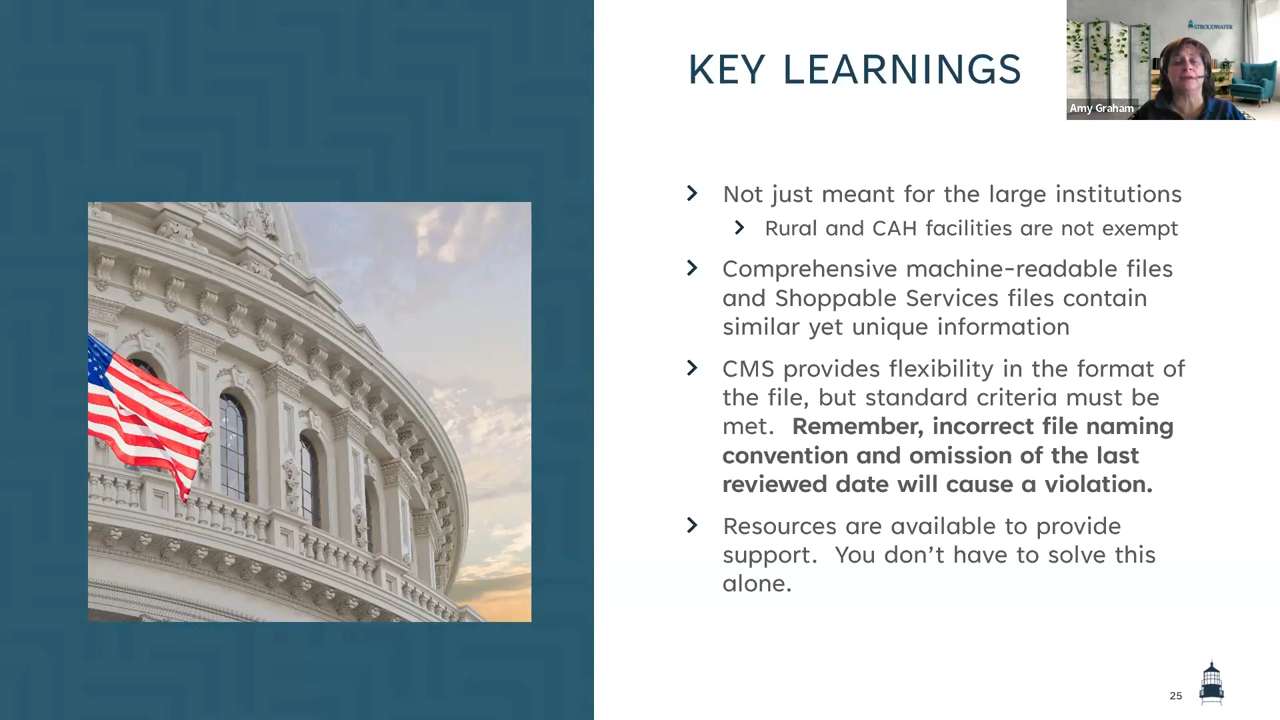 KEY LEARNINGS
STROUDWATER
Amy Graham
Not just meant for the large institutions
Rural and CAH facilities are not exempt
Comprehensive machine-readable files
and Shoppable Services files contain
similar yet unique information
CMS provides flexibility in the format of
the file, but standard criteria must be
met.  Remember, incorrect file naming
convention and omission of the last
reviewed date will cause a violation.
Resources are available to provide
support.  You don’t have to solve this
alone.
25